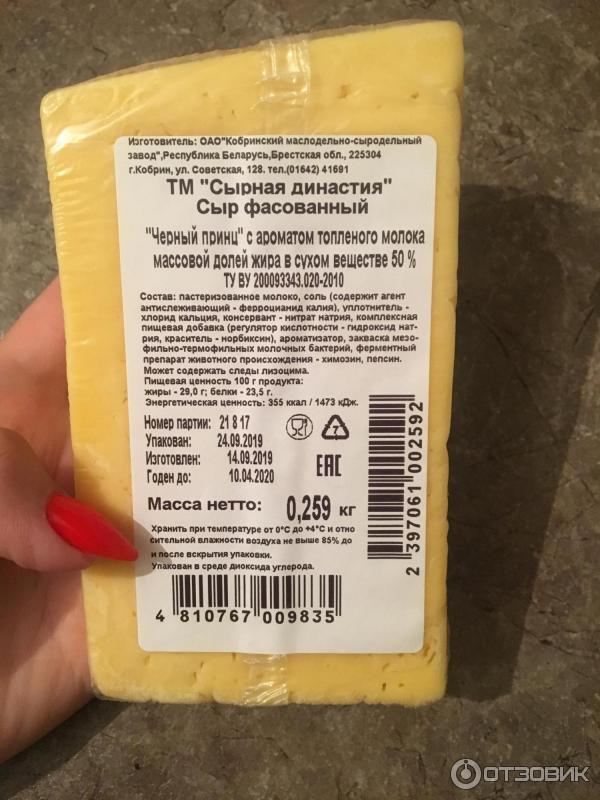 Изготовитель: ОАО"Кобринский маслодельно-сыродельный
завод",Республика Беларусь,Брестская обл., 225304
г.Кобрин, ул. Советская, 128. тел.(01642) 41691
ТМ "Сырная династия"
Сыр фасованный
"Черный принц" с ароматом топленого молока
массовой долей жира в сухом веществе 50 %
ТУ BY 200093343.020-2010
Состав: пастеризованное молоко, соль (содержит агент
антислеживающий - ферроцианид калия), уплотнитель -
хлорид кальция, консервант - нитрат натрия, комплексная
пищевая добавка (регулятор кислотности - гидроксид нат-
рия, краситель - норбиксин), ароматизатор, закваска мезо-
фильно-термофильных молочных бактерий, ферментный
препарат животного происхождения - химозин, пепсин.
Может содержать следы лизоцима.
Пищевая ценность 100 г продукта:
жиры - 29,0 г; белки - 23,5 г.
Энергетическая ценность: 355 ккал / 1473 кДж.
Номер партии: 21 8 17
Упакован: 24.09.2019
Изготовлен: 14.09.2019
Годен до: 10.04.2020
7
EAC
Масса нетто: 0,259 кг
Хранить при температуре от 0°С до +4°С и отно
сительной влажности воздуха не выше 85% до
и после вскрытия упаковки.
Упакован в среде диоксида углерода.
4 810767 009835
2 397061 002592
ОТЗОВИК